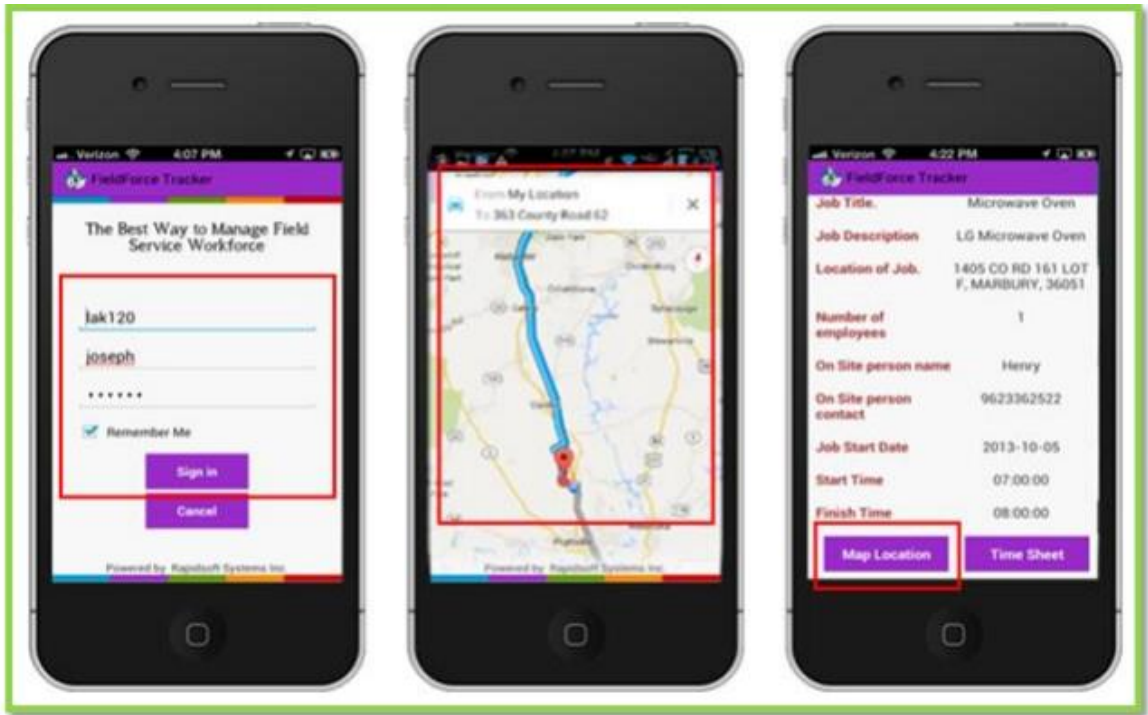 Verizon 4:07 PM
FieldForce Tracker
The Best Way to Manage Field
Service Workforce
lak120
joseph
••••••
Remember Me
Sign in
Cancel
Powered by Rapidsoft Systems Inc.
From My Location
To 363 County Road 62
Powered by Rapidsoft Systems Inc.
Verizon 4:22 PM
FieldForce Tracker
Job Title. Microwave Oven
Job Description LG Microwave Oven
Location of Job. 1405 CO RD 161 LOT
F, MARBURY, 36051
Number of
employees 1
On Site person name Henry
On Site person
contact 9623362522
Job Start Date 2013-10-05
Start Time 07:00:00
Finish Time 08:00:00
Map Location
Time Sheet